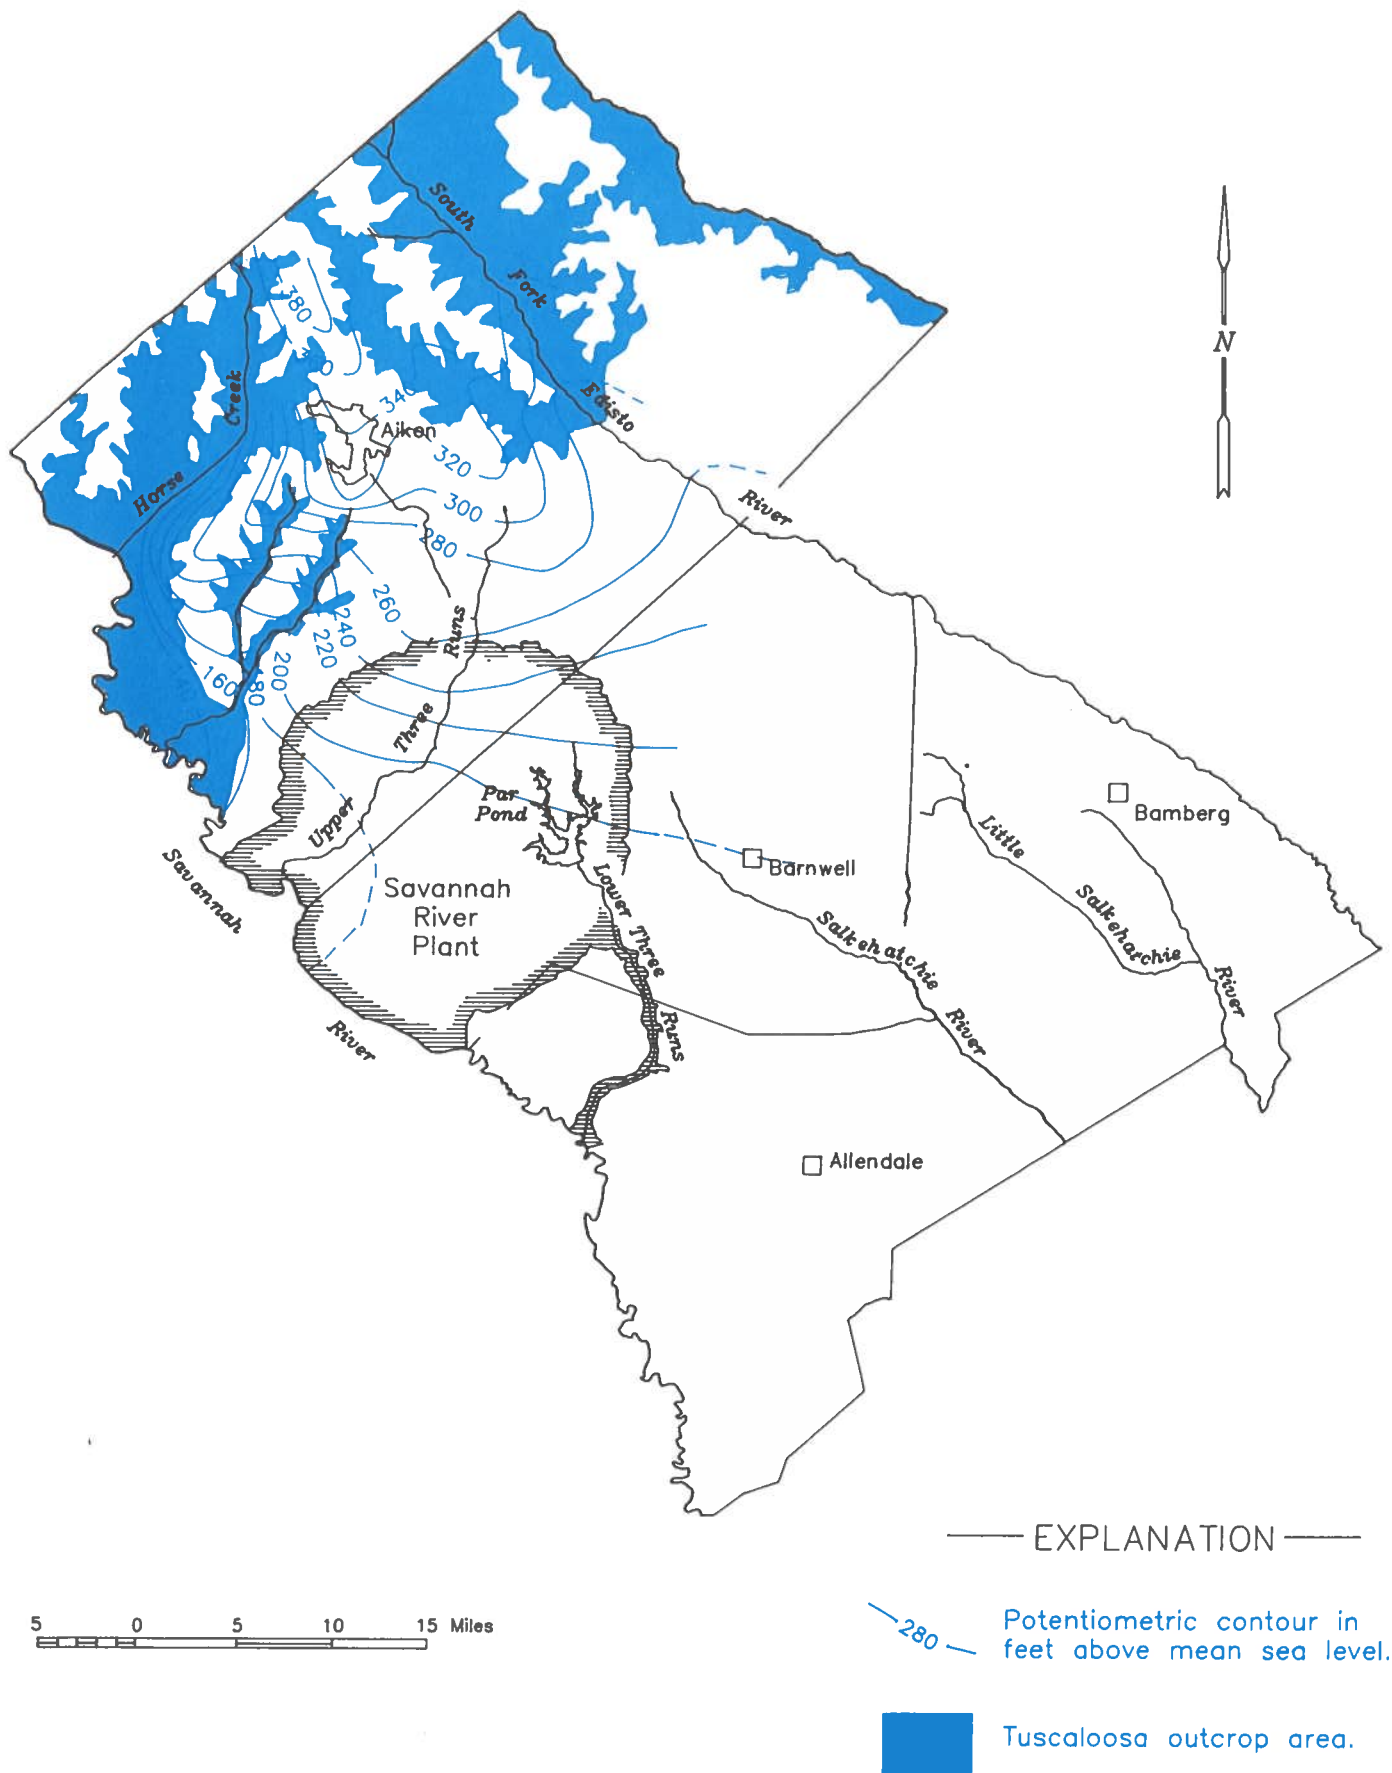 South
Fork
Edisto
River
380
340
Aiken
320
300
280
260
240
220
200
180
160
Horse
Creek
N
Upper
Three
Runs
Par
Pond
Savannah
River
Plant
Savannah
River
Lower Three
Runs
Barnwell
Bamberg
Little
Salkehatchie
River
Salkehatchie
River
Allendale
EXPLANATION
5 0 5 10 15 Miles
280
Potentiometric contour in
feet above mean sea level.
Tuscaloosa outcrop area.